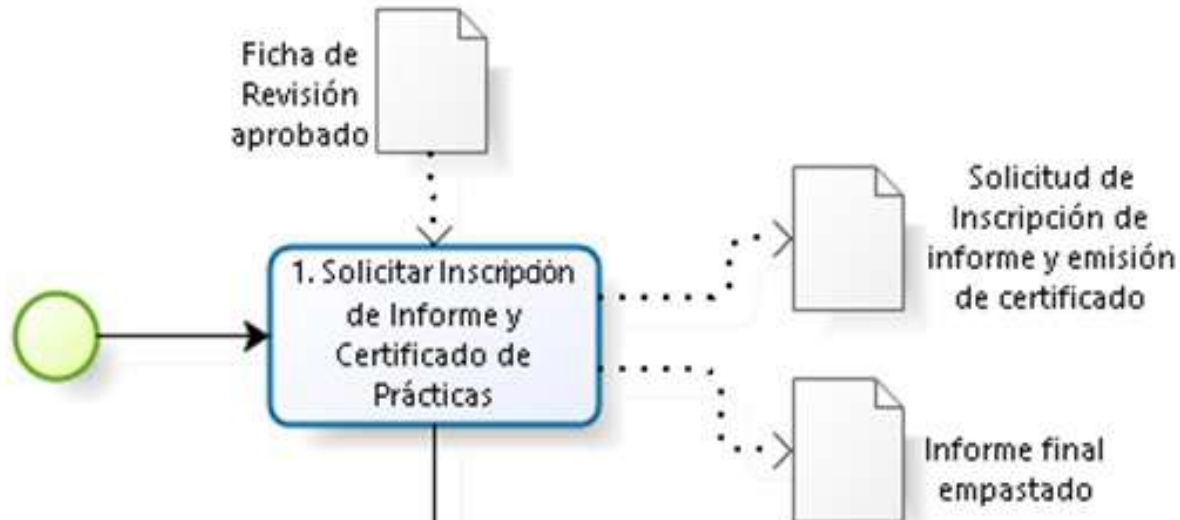 Ficha de
Revisión
aprobado
Solicitud de
Inscripción de
informe y emisión
de certificado
1. Solicitar Inscripción
de Informe y
Certificado de
Prácticas
Informe final
empastado